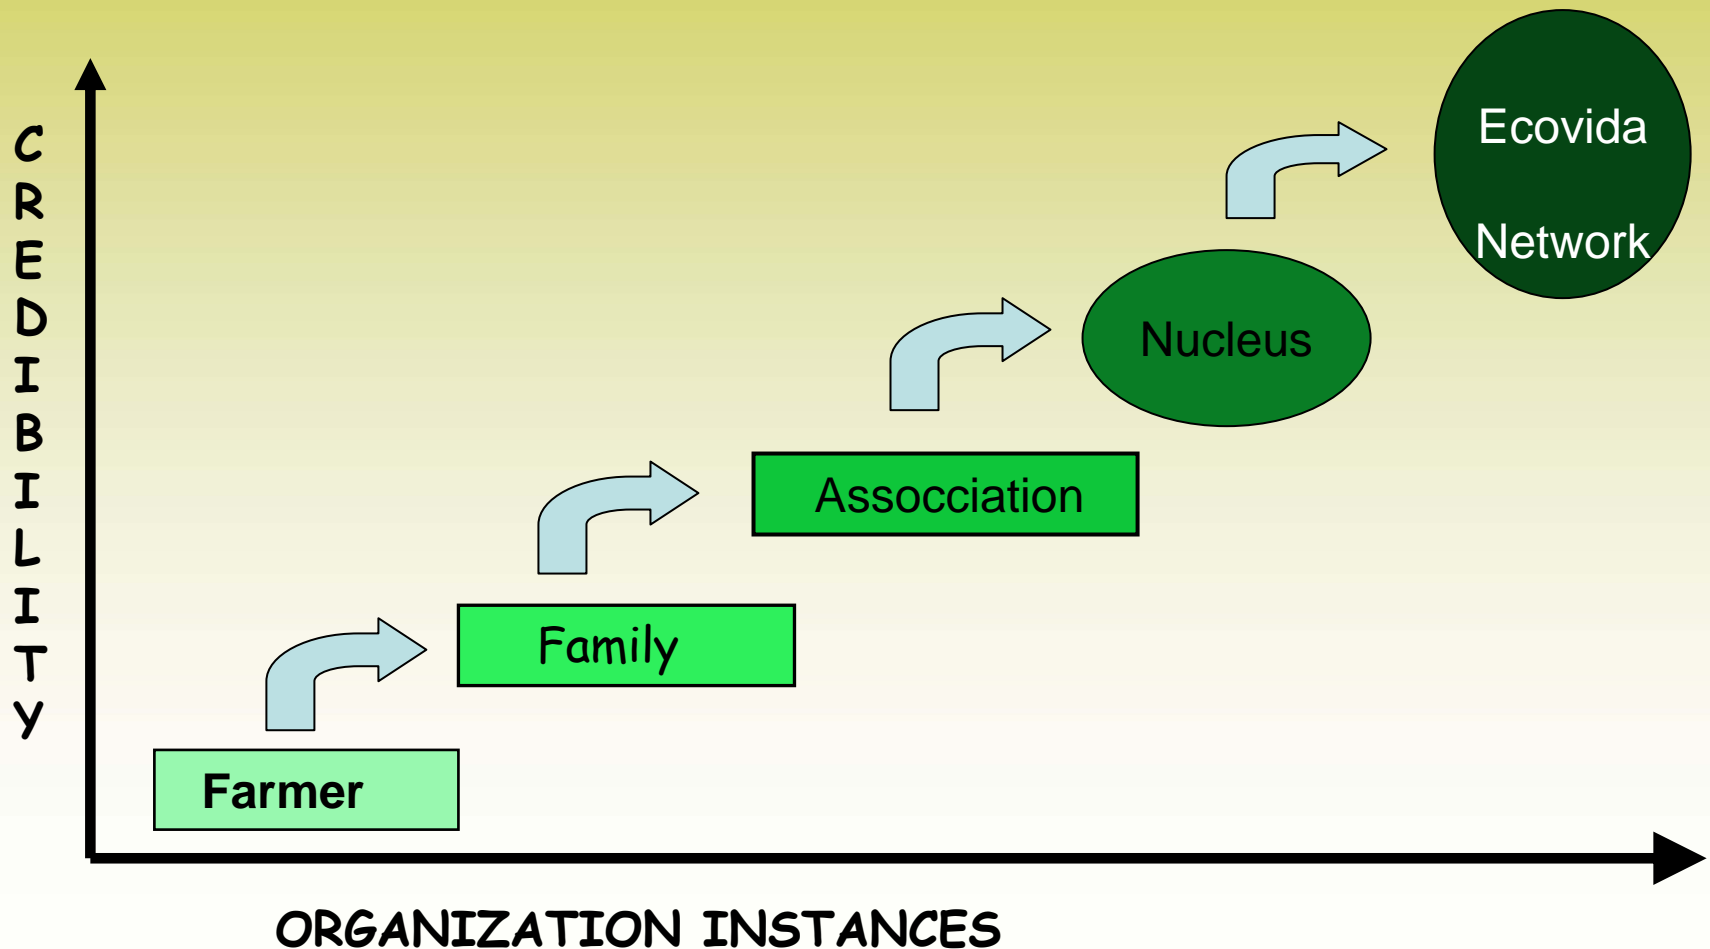 CREDIBILITY
Ecovida
Network
Nucleus
Assocciation
Family
Farmer
ORGANIZATION INSTANCES